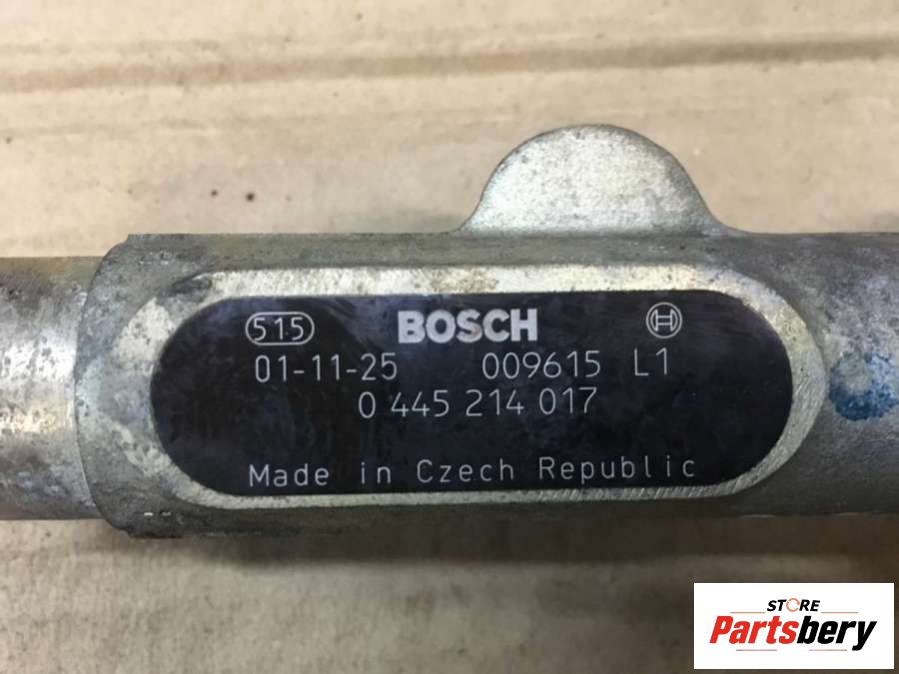 515 BOSCH
01-11-25 009615 L1
0 445 214 017
Made in Czech Republic
STORE
Partsbery